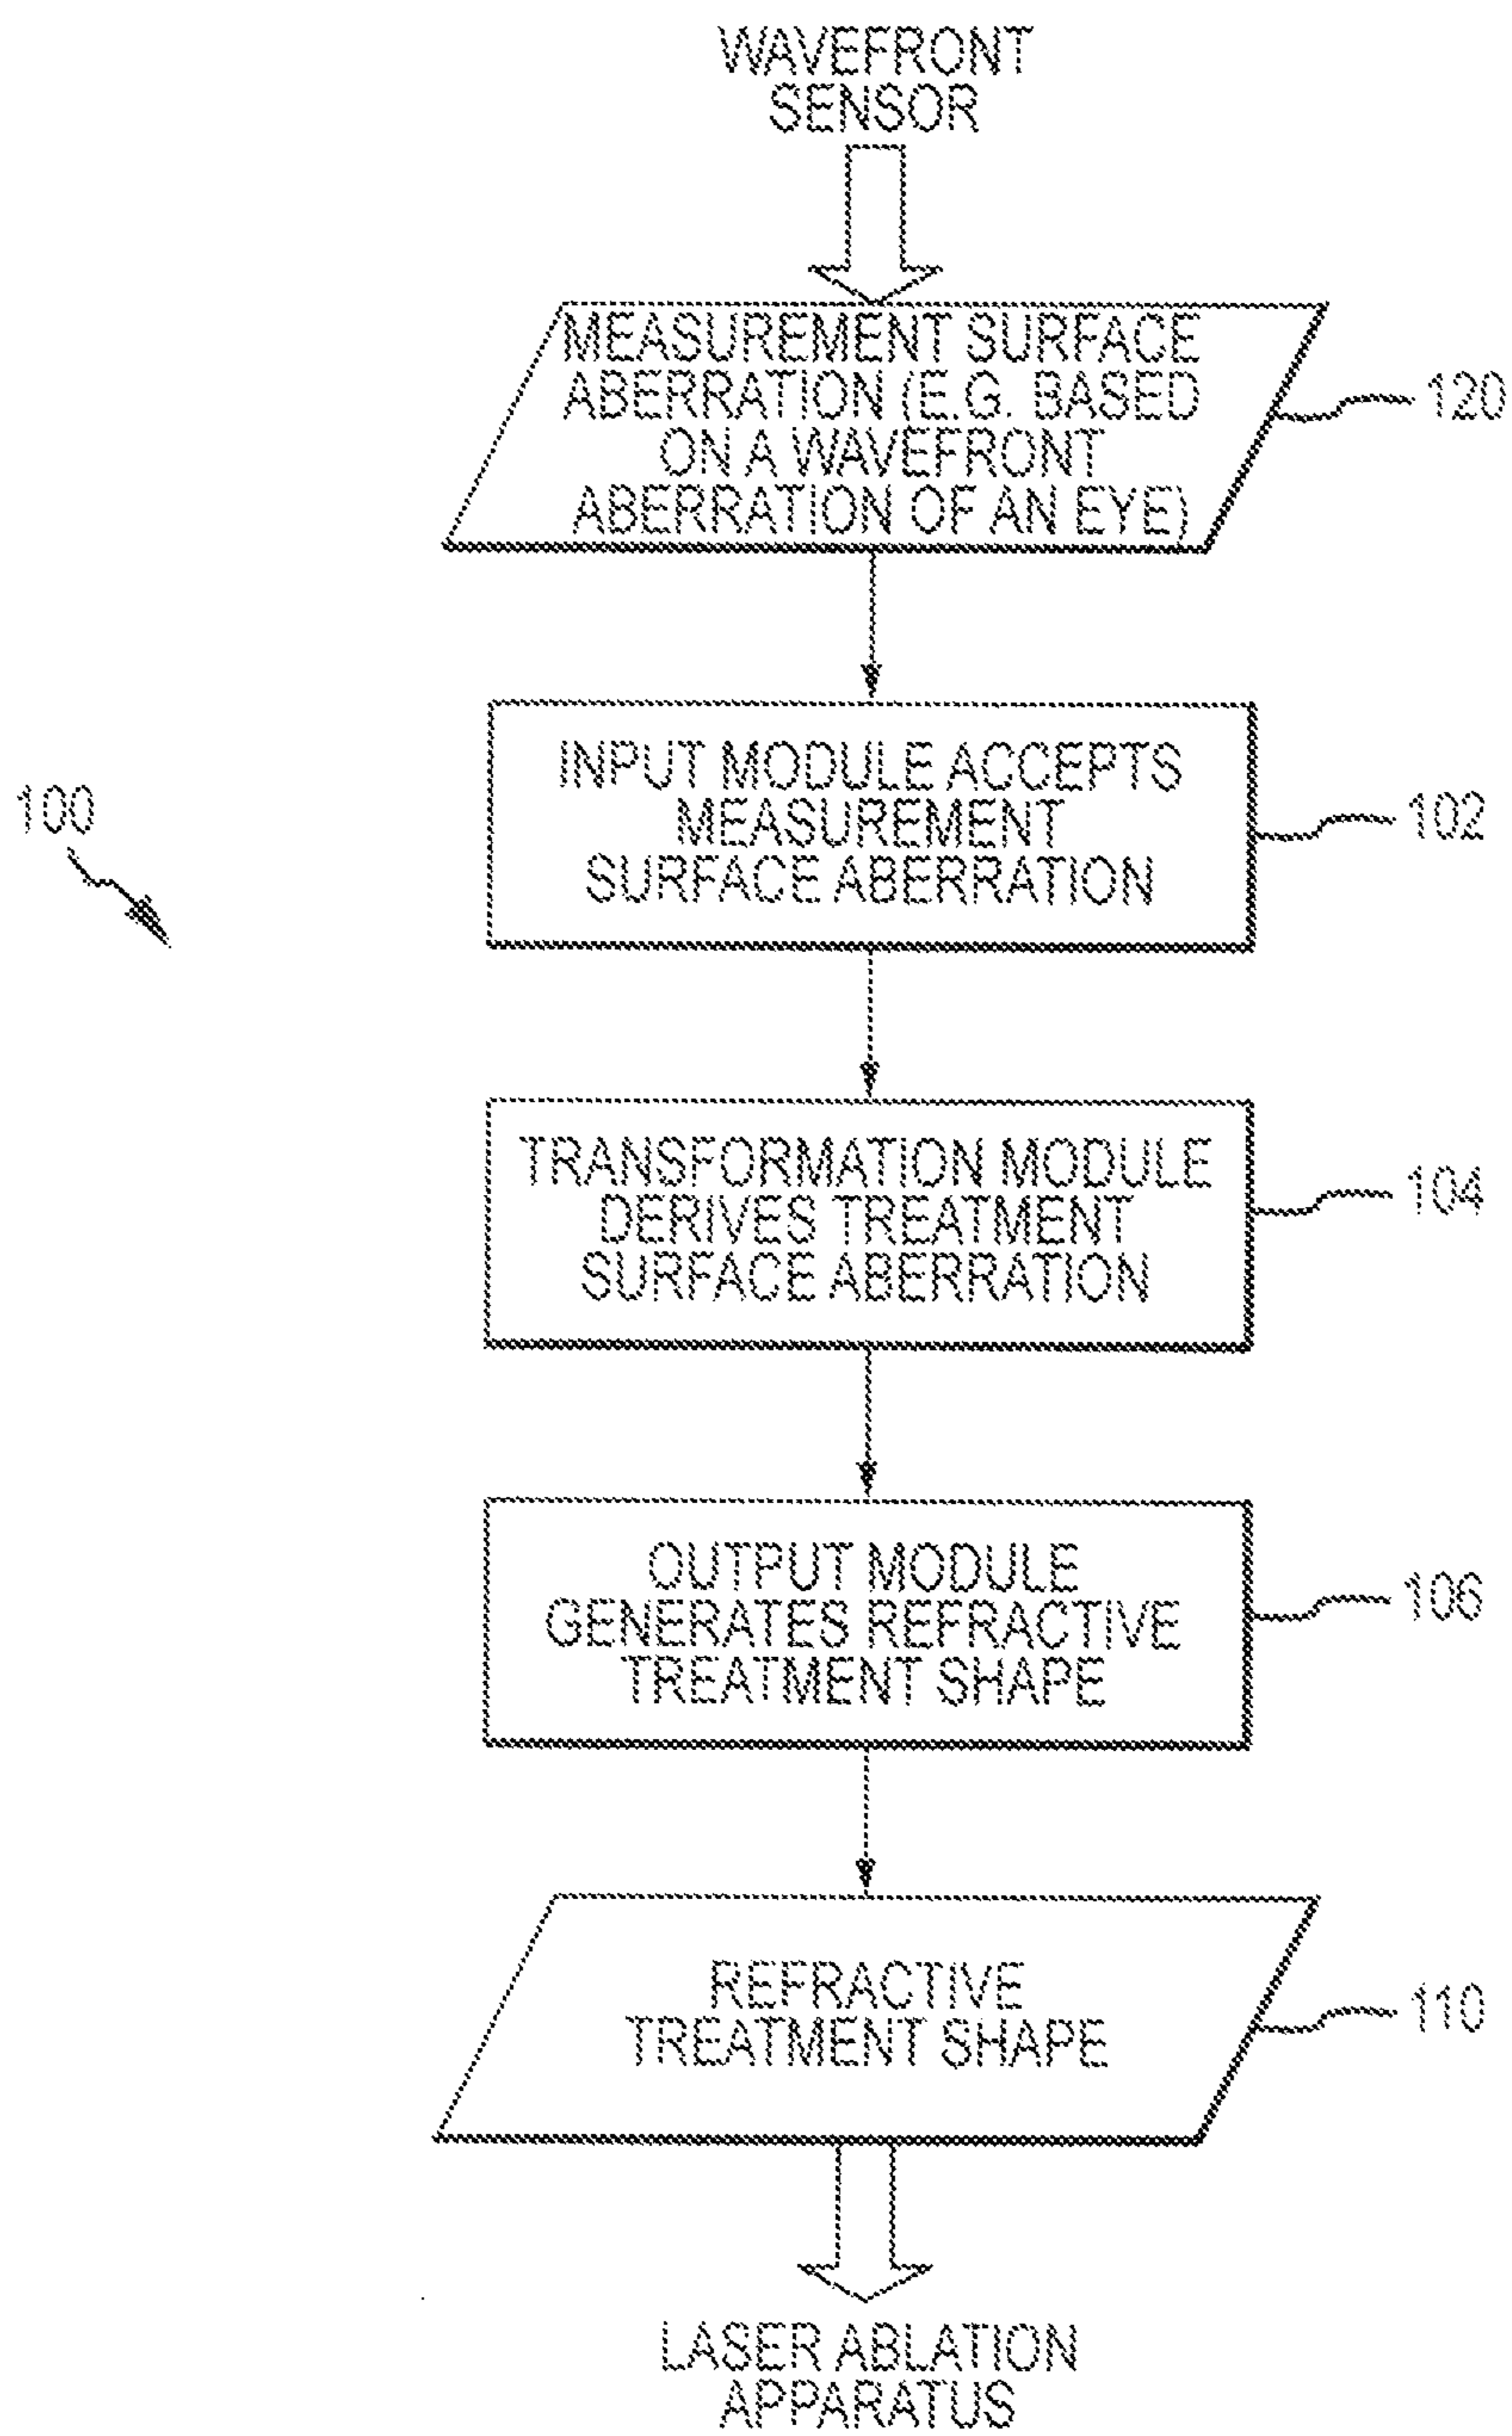 WAVEFRONT
SENSOR
MEASUREMENT SURFACE
ABERRATION (E.G. BASED
ON A WAVEFRONT
ABERRATION OF AN EYE)
120
INPUT MODULE ACCEPTS
MEASUREMENT
SURFACE ABERRATION
102
100
TRANSFORMATION MODULE
DERIVES TREATMENT
SURFACE ABERRATION
104
OUTPUT MODULE
GENERATES REFRACTIVE
TREATMENT SHAPE
106
REFRACTIVE
TREATMENT SHAPE
110
LASER ABLATION
APPARATUS